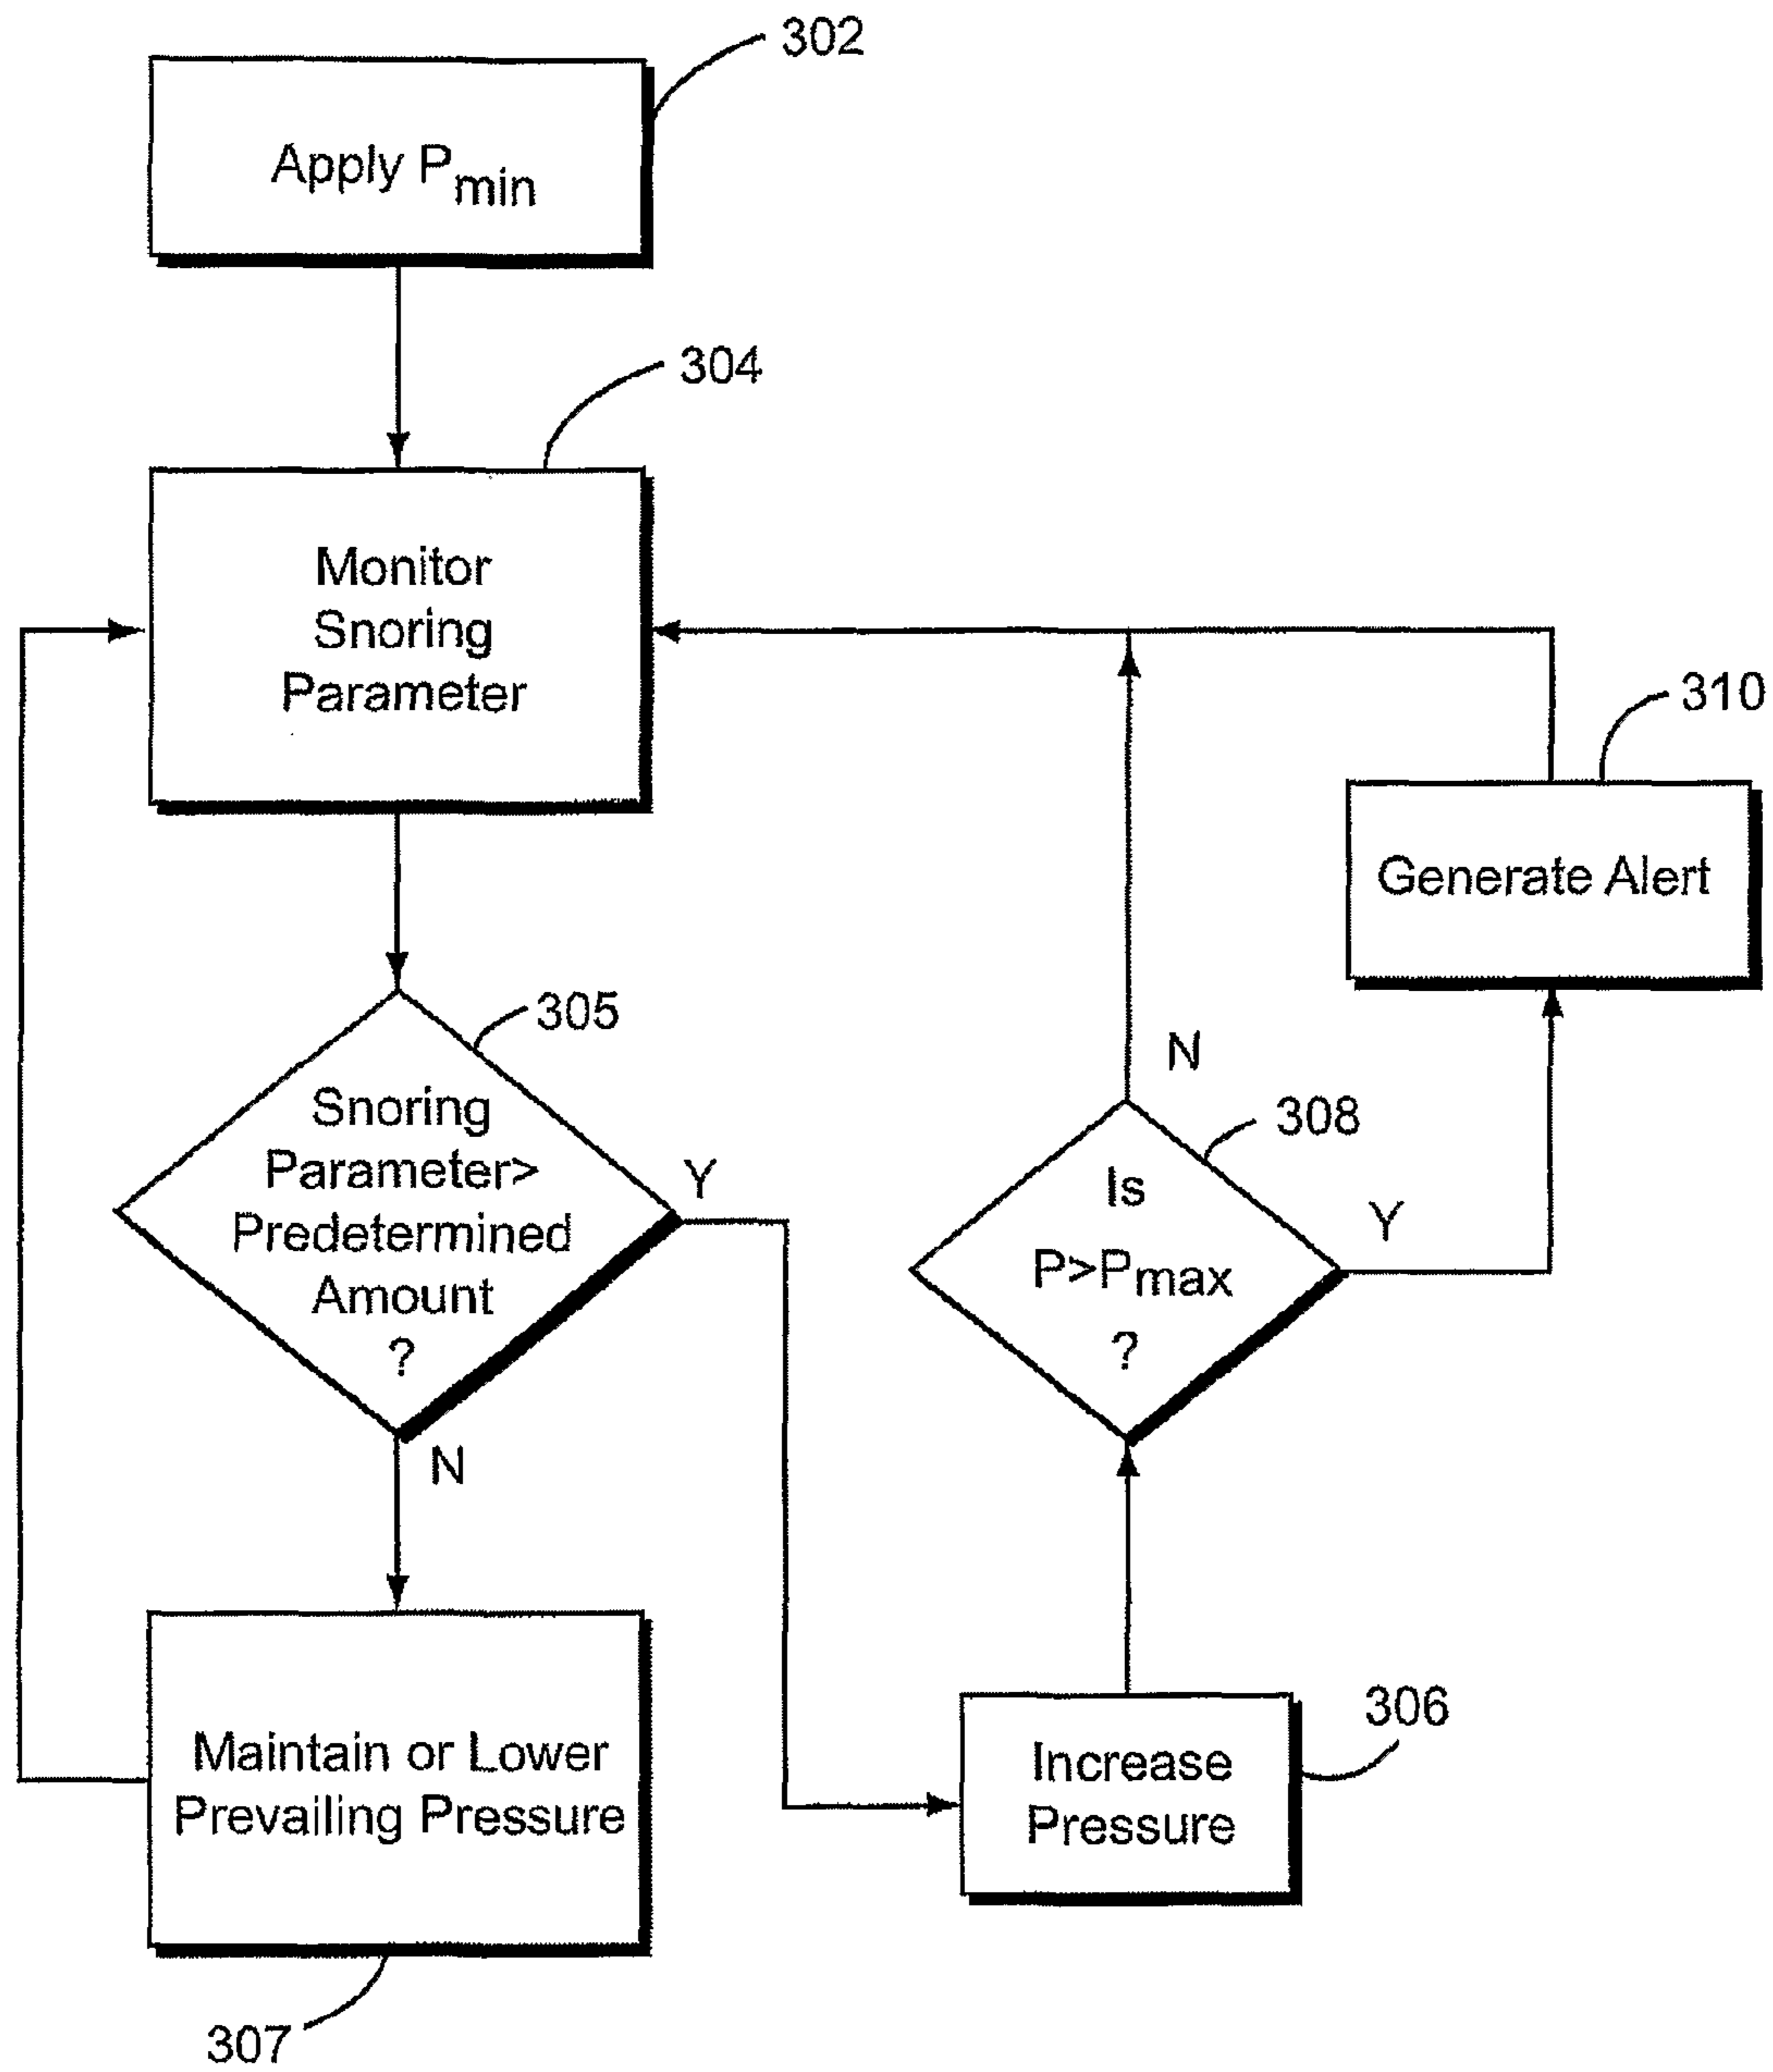 302
Apply Pmin
304
Monitor
Snoring
Parameter
310
Generate Alert
305
Snoring
Parameter>
Predetermined
Amount
?
Y
N
N
308
Is
P>Pmax
?
Y
Maintain or Lower
Prevailing Pressure
307
306
Increase
Pressure